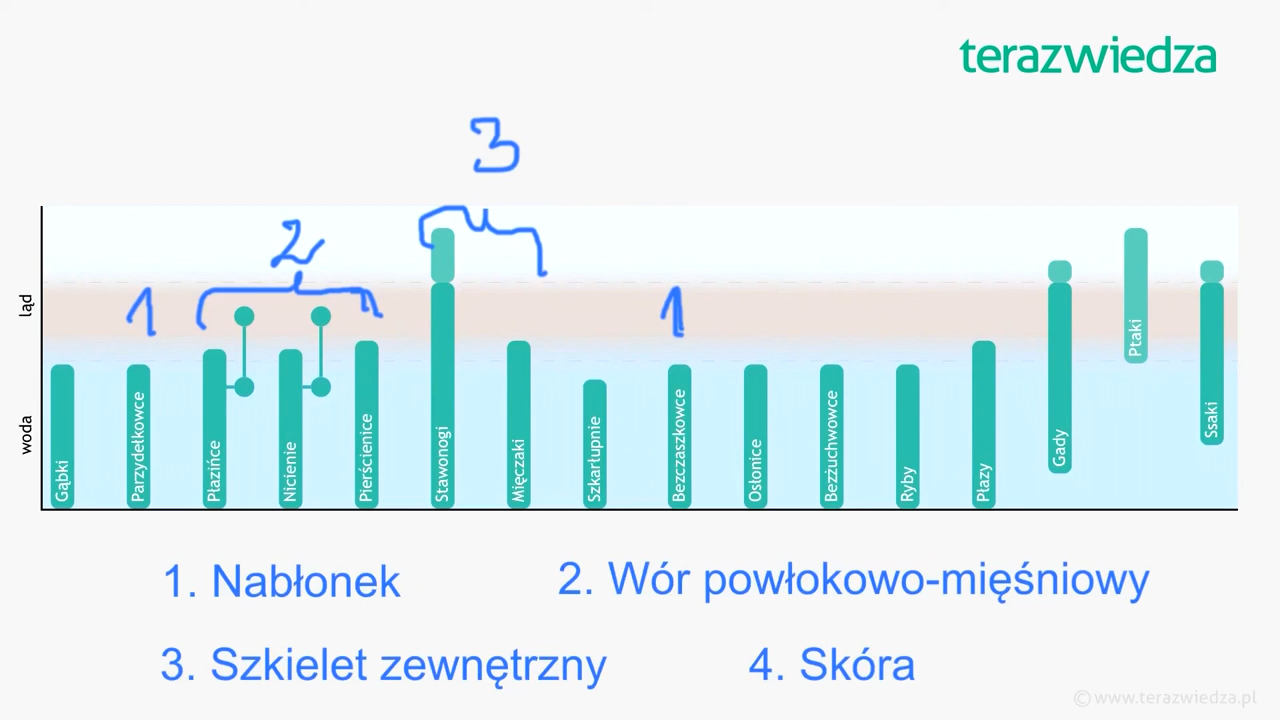 terazwiedza
3
2
1
1
ląd
woda
Gąbki
Parzydełkowce
Płazińce
Nicienie
Pierścienice
Stawonogi
Mięczaki
Szkarłupnie
Bezczaszkowce
Osłonice
Bezżuchwowce
Ryby
Płazy
Gady
Ptaki
Ssaki
1. Nabłonek
2. Wór powłokowo-mięśniowy
3. Szkielet zewnętrzny
4. Skóra
© www.terazwiedza.pl